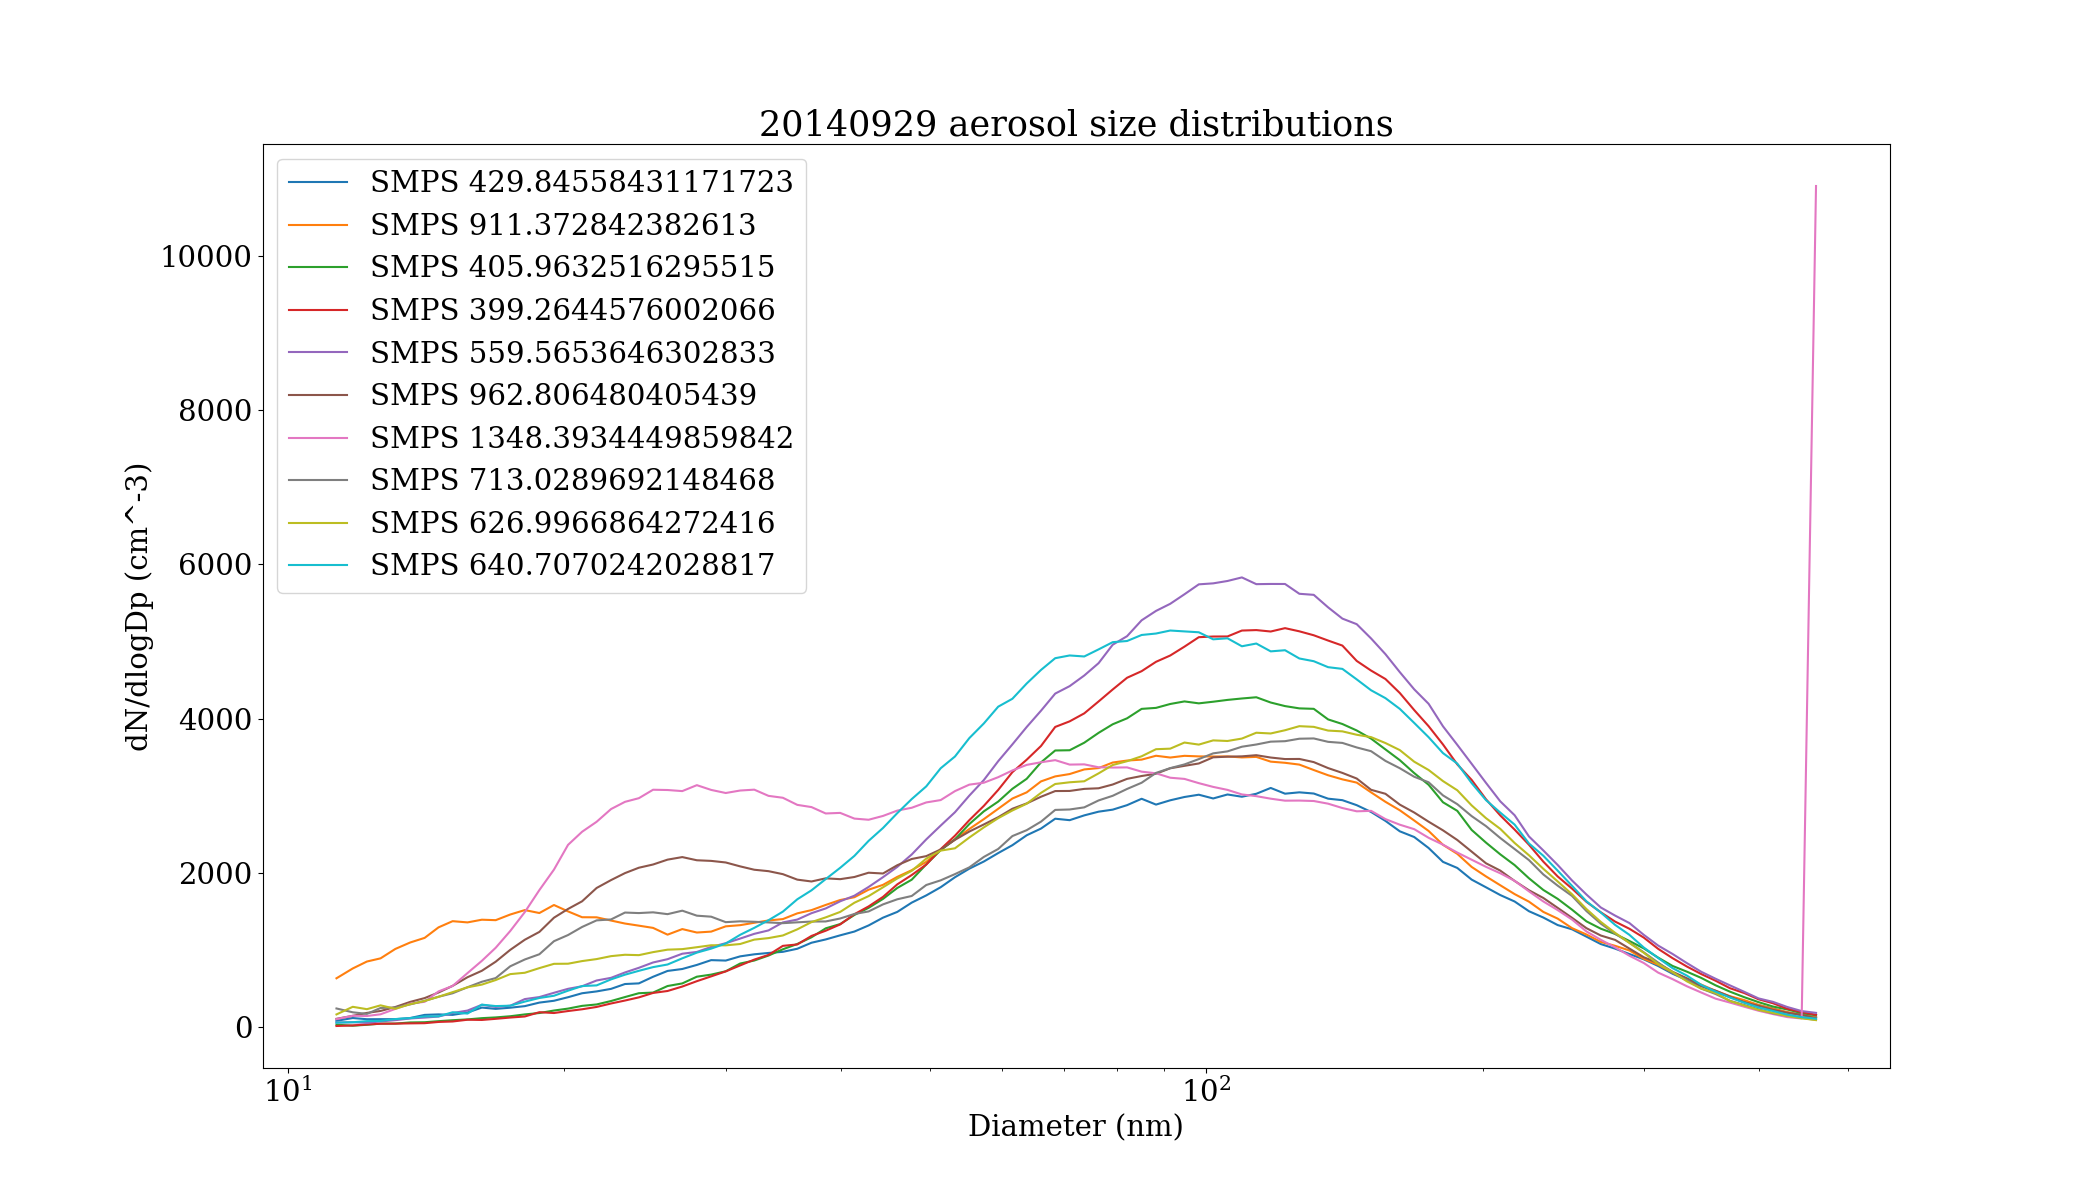 20140929 aerosol size distributions
SMPS 429.84558431171723
SMPS 911.372842382613
SMPS 405.9632516295515
SMPS 399.2644576002066
SMPS 559.5653646302833
SMPS 962.806480405439
SMPS 1348.3934449859842
SMPS 713.0289692148468
SMPS 626.9966864272416
SMPS 640.7070242028817
dN/dlogDp (cm^-3)
10000
8000
6000
4000
2000
0
10¹ 10²
Diameter (nm)